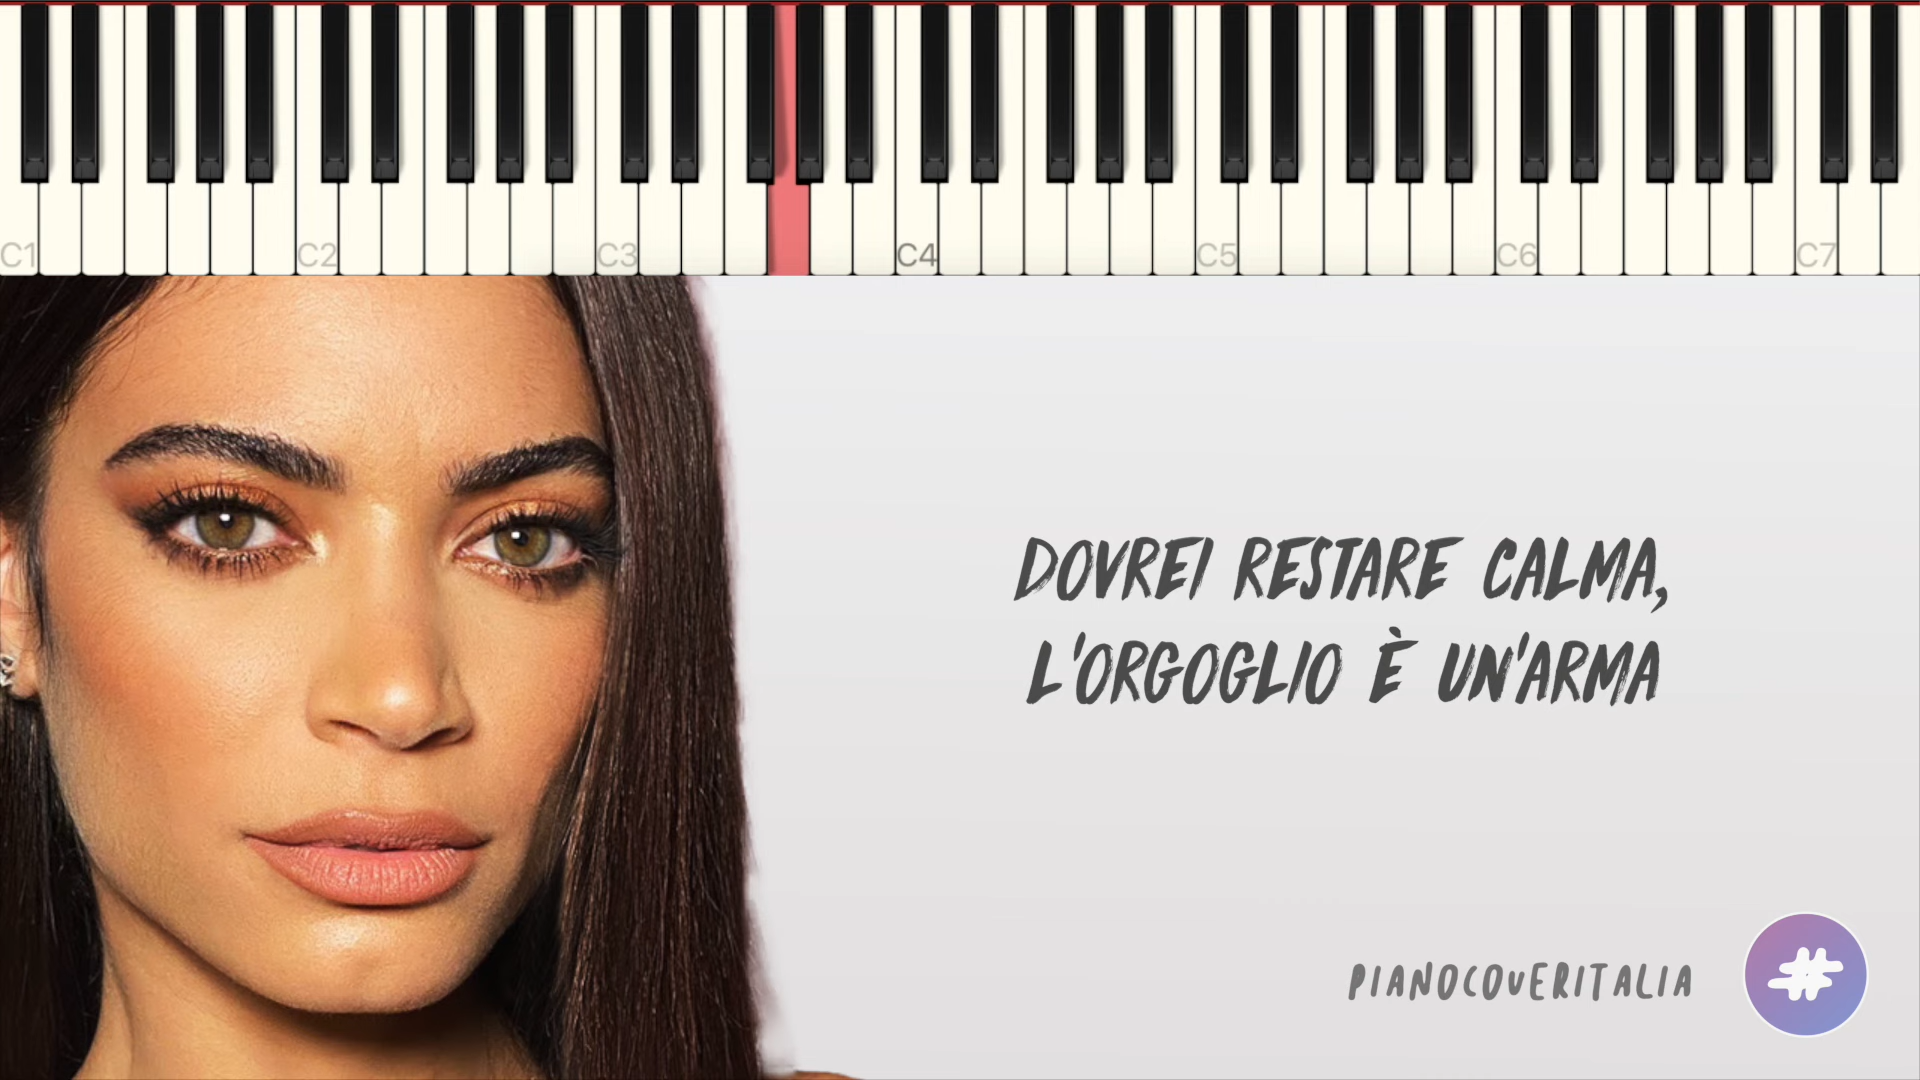 C1 C2 C3 C4 C5 C6 C7
DOVREI RESTARE CALMA,
L'ORGOGLIO È UN'ARMA
PIANOCOVERITALIA
#